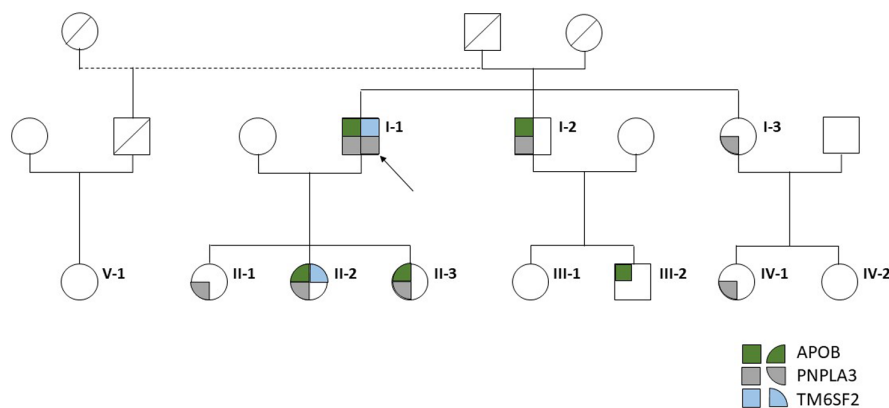 I-1
I-2
I-3
V-1
II-1
II-2
II-3
III-1
III-2
IV-1
IV-2
APOB
PNPLA3
TM6SF2